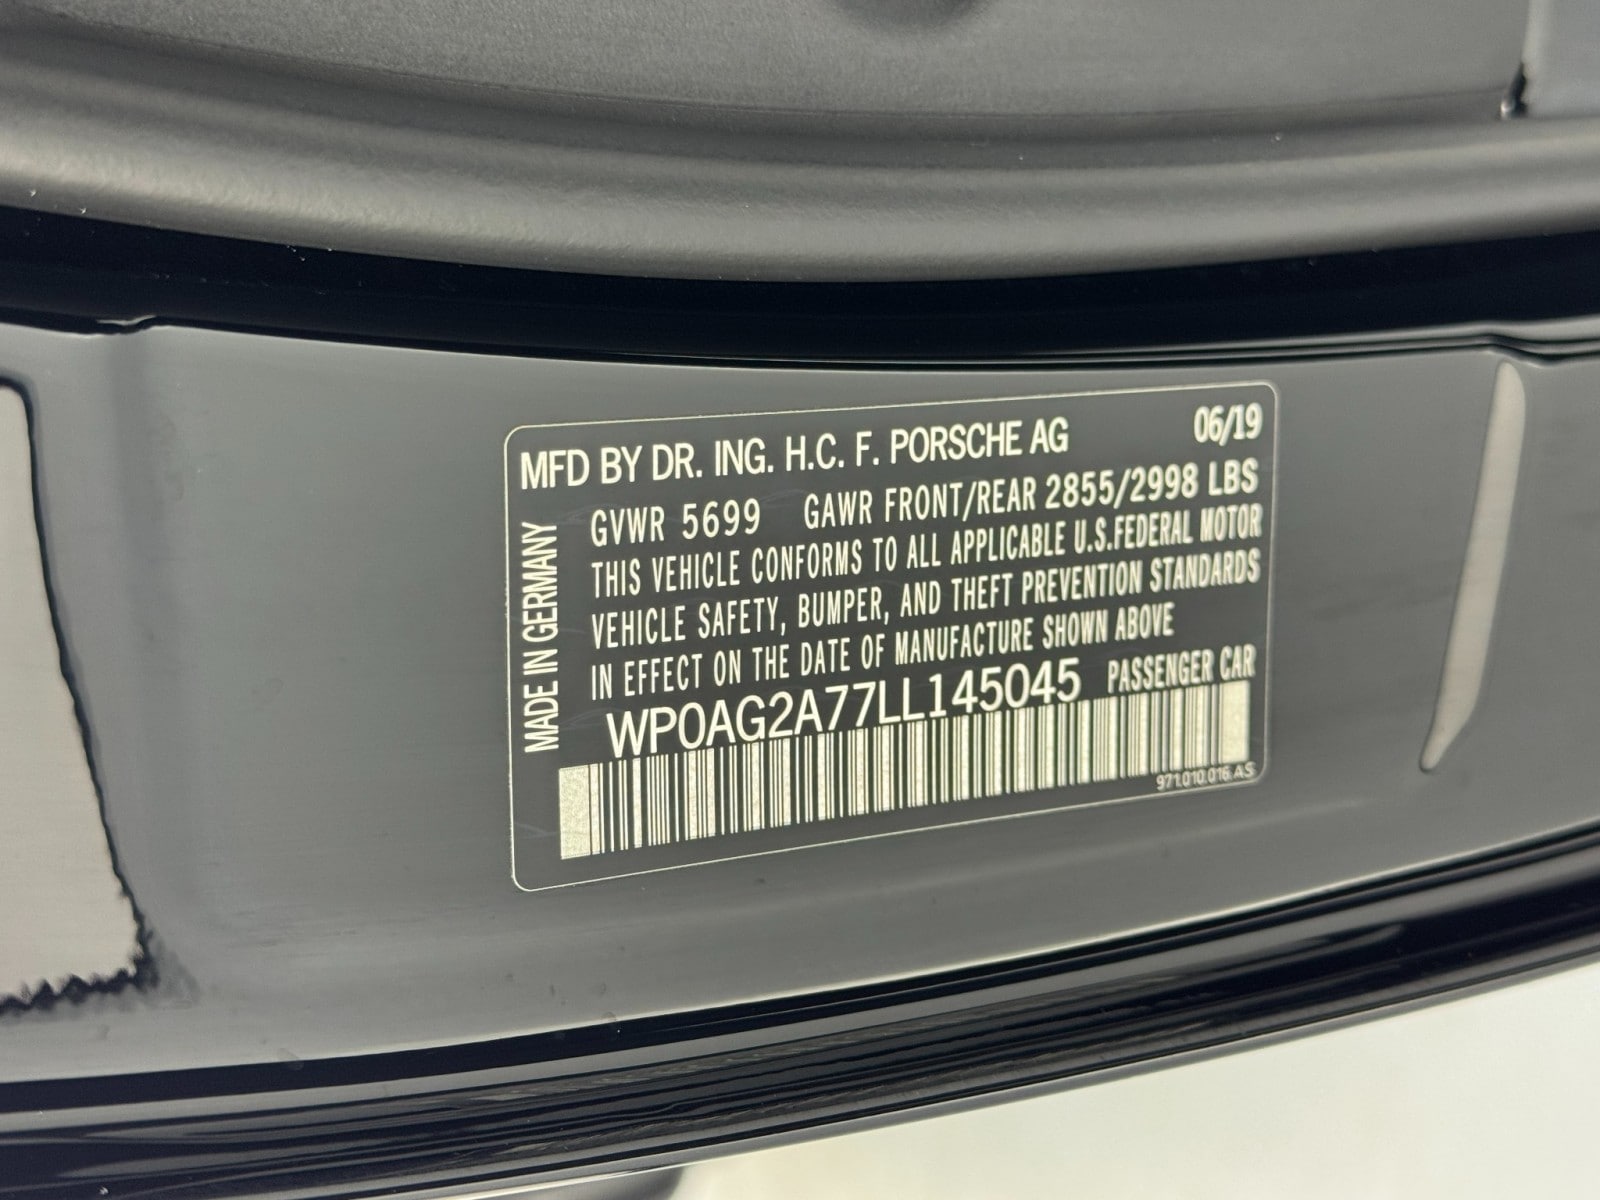 MFD BY DR. ING. H.C. F. PORSCHE AG 06/19
GVWR 5699 GAWR FRONT/REAR 2855/2998 LBS
THIS VEHICLE CONFORMS TO ALL APPLICABLE U.S.FEDERAL MOTOR
VEHICLE SAFETY, BUMPER, AND THEFT PREVENTION STANDARDS
IN EFFECT ON THE DATE OF MANUFACTURE SHOWN ABOVE
WP0AG2A77LL145045 PASSENGER CAR
971.010.016.AS
MADE IN GERMANY